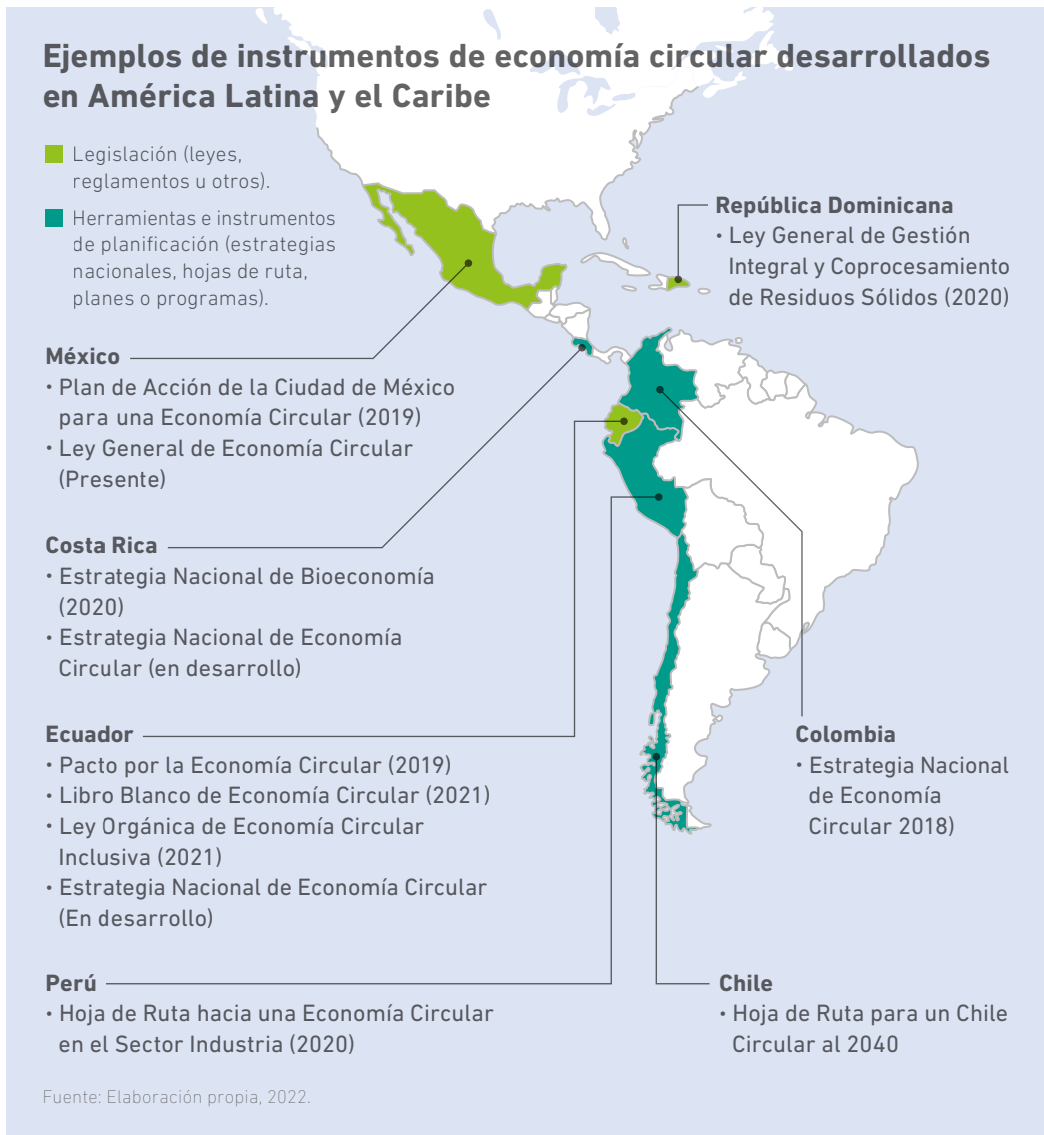 Ejemplos de instrumentos de economía circular desarrollados
en América Latina y el Caribe
Legislación (leyes,
reglamentos u otros).
Herramientas e instrumentos
de planificación (estrategias
nacionales, hojas de ruta,
planes o programas).
República Dominicana
• Ley General de Gestión
Integral y Coprocesamiento
de Residuos Sólidos (2020)
México
• Plan de Acción de la Ciudad de México
para una Economía Circular (2019)
• Ley General de Economía Circular
(Presente)
Costa Rica
• Estrategia Nacional de Bioeconomía
(2020)
• Estrategia Nacional de Economía
Circular (en desarrollo)
Ecuador
• Pacto por la Economía Circular (2019)
• Libro Blanco de Economía Circular (2021)
• Ley Orgánica de Economía Circular
Inclusiva (2021)
• Estrategia Nacional de Economía Circular
(En desarrollo)
Colombia
• Estrategia Nacional
de Economía
Circular 2018)
Perú
• Hoja de Ruta hacia una Economía Circular
en el Sector Industria (2020)
Chile
• Hoja de Ruta para un Chile
Circular al 2040
Fuente: Elaboración propia, 2022.